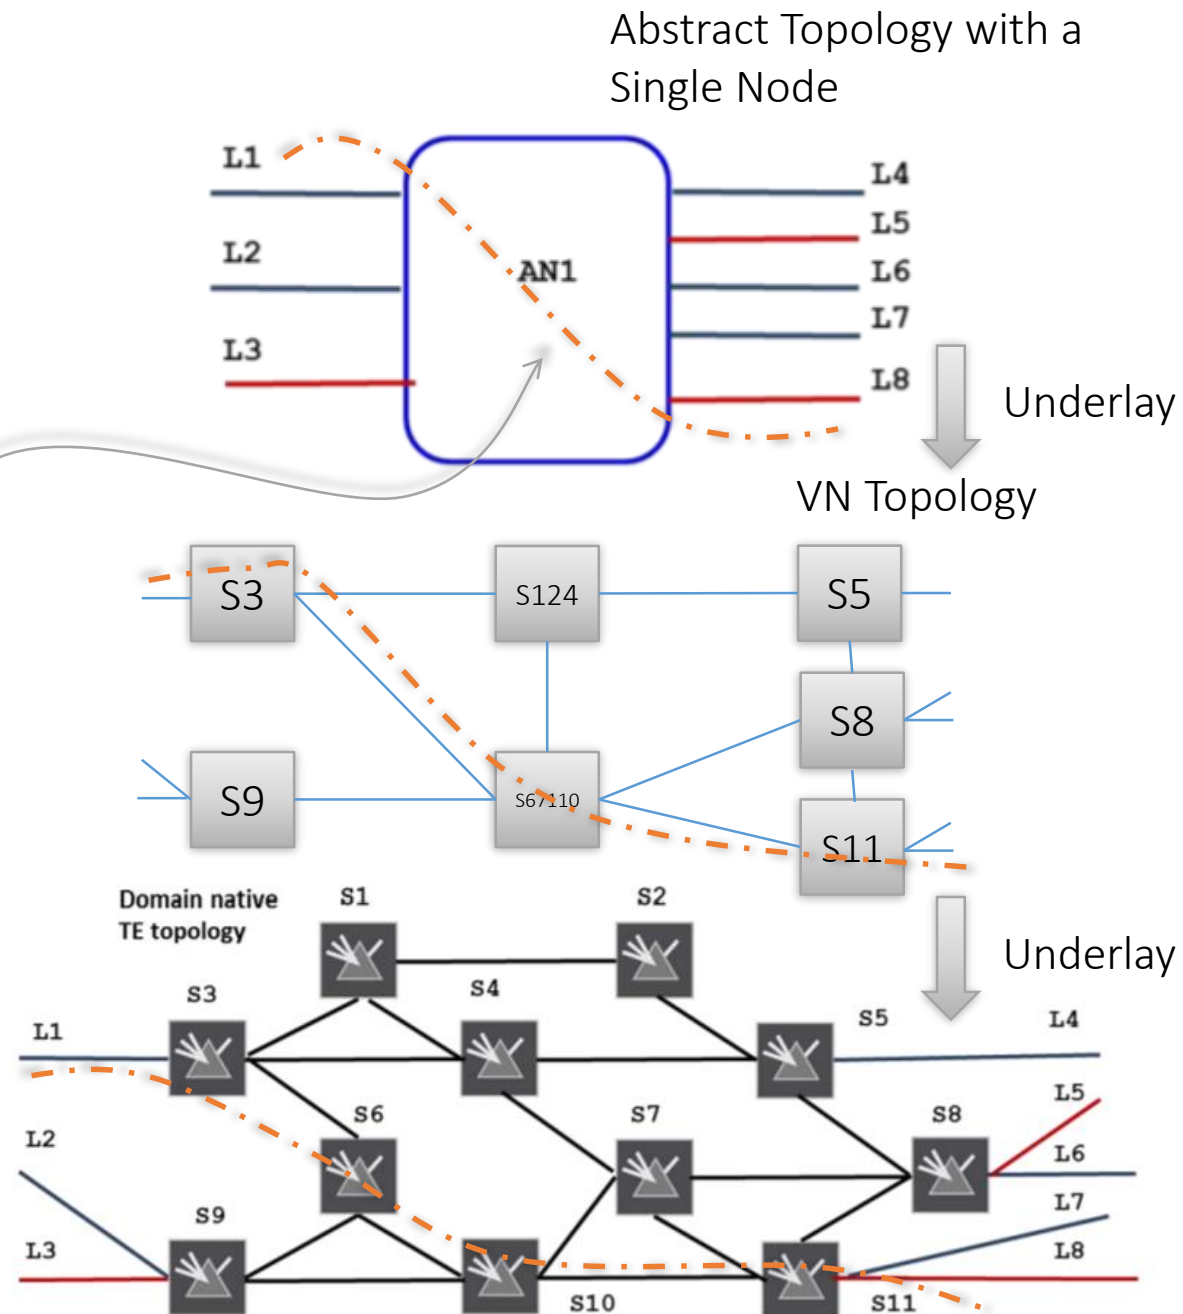 Abstract Topology with a
Single Node
L1
L4
L5
L2
AN1
L6
L7
L3
L8
Underlay
VN Topology
S3
S124
S5
S8
S9
S67110
S11
Domain native
TE topology
S1
S2
Underlay
S3
S4
S5
L4
L1
L5
S6
S7
S8
L2
L6
L7
S9
L3
L8
S10
S11